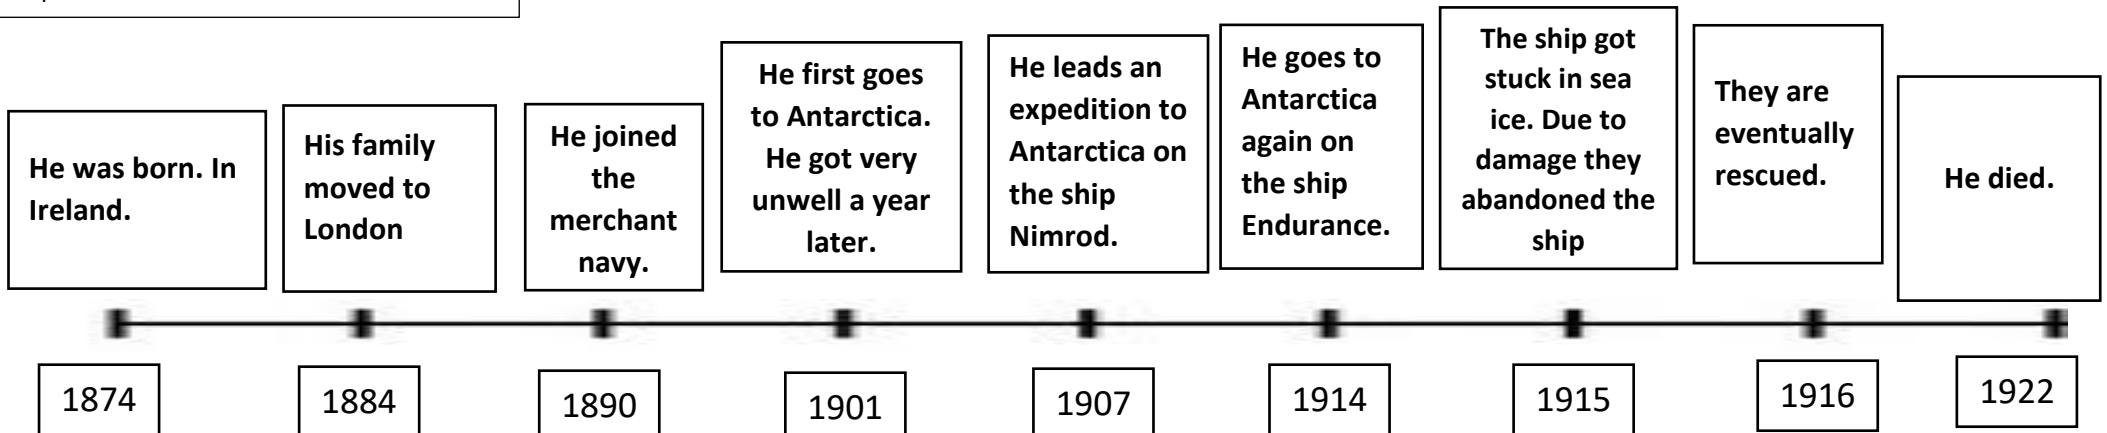 He was born. In
Ireland.
His family
moved to
London
He joined
the
merchant
navy.
He first goes
to Antarctica.
He got very
unwell a year
later.
He leads an
expedition to
Antarctica on
the ship
Nimrod.
He goes to
Antarctica
again on
the ship
Endurance.
The ship got
stuck in sea
ice. Due to
damage they
abandoned the
ship
They are
eventually
rescued.
He died.
1874
1884
1890
1901
1907
1914
1915
1916
1922